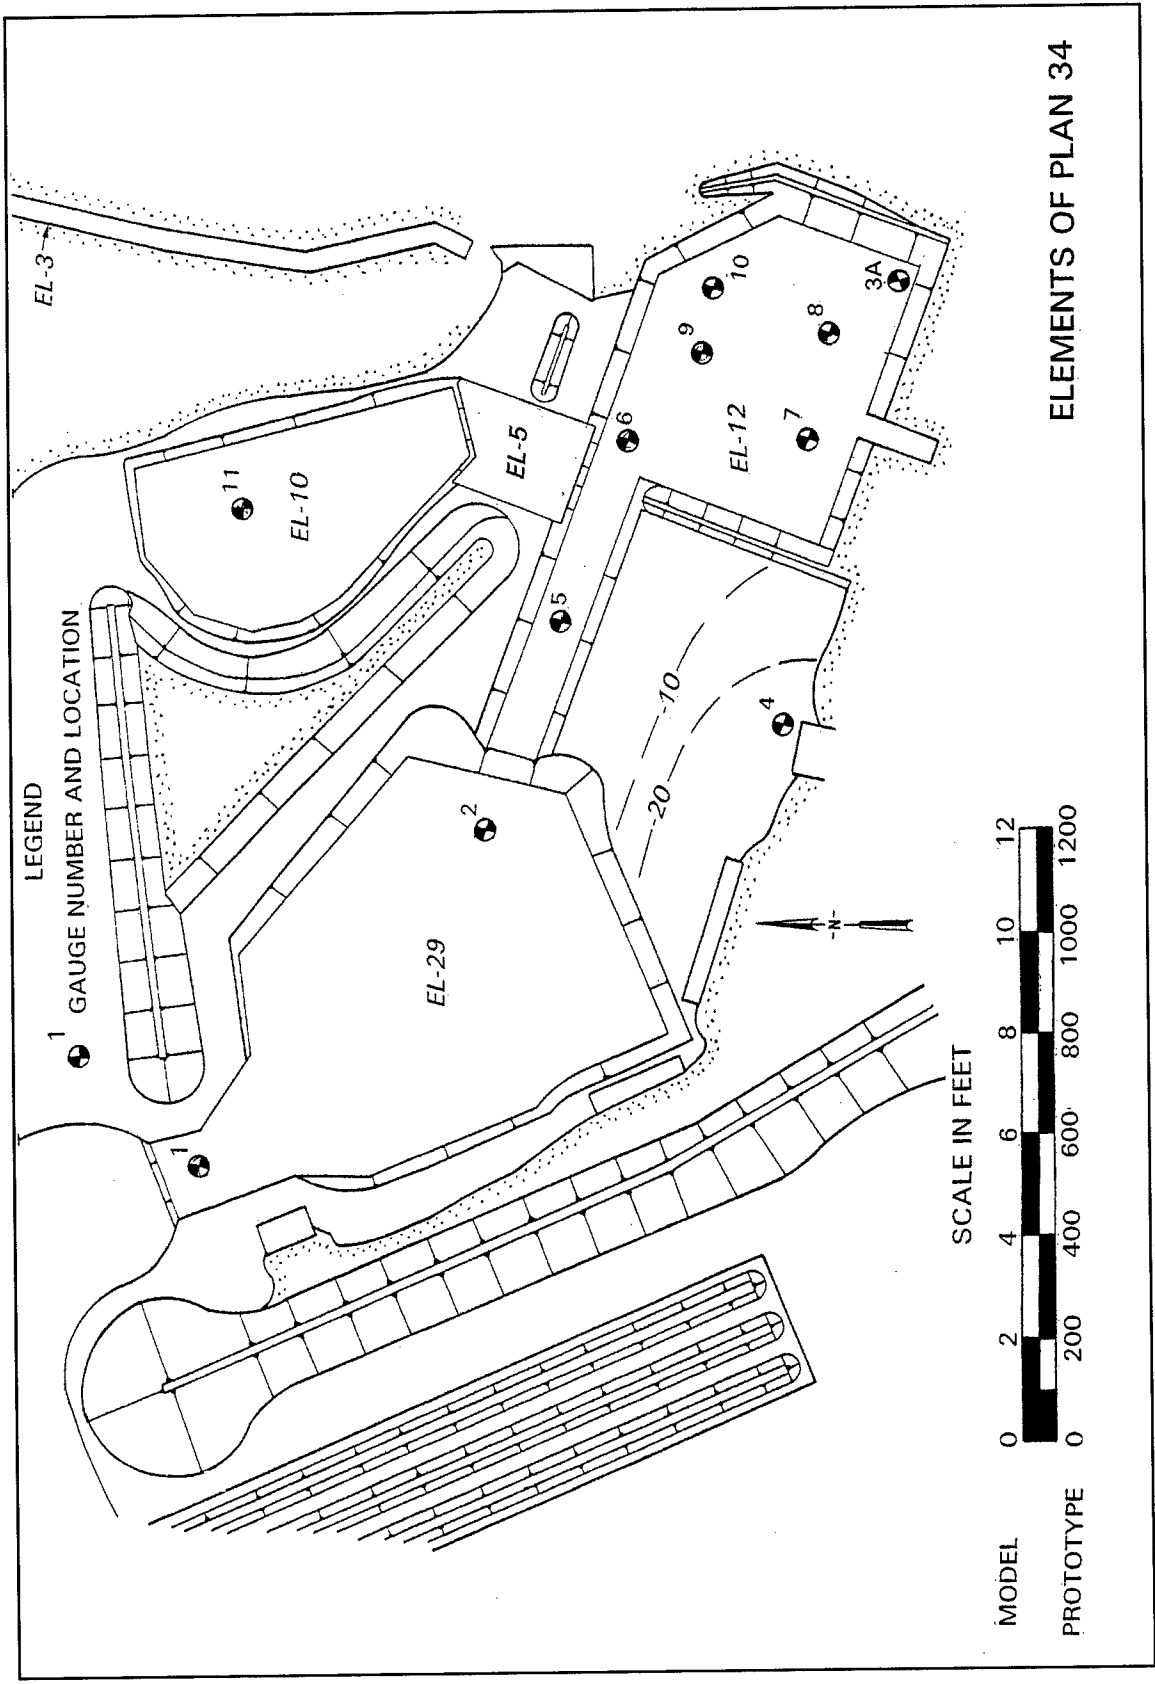 LEGEND
1 GAUGE NUMBER AND LOCATION
EL-3
1
11
EL-10
EL-5
2
EL-29
5
6
9
10
EL-12
7
8
3A
4
-10
-20
-N-
SCALE IN FEET
MODEL 0 2 4 6 8 10 12
PROTOTYPE 0 200 400 600 800 1000 1200
ELEMENTS OF PLAN 34